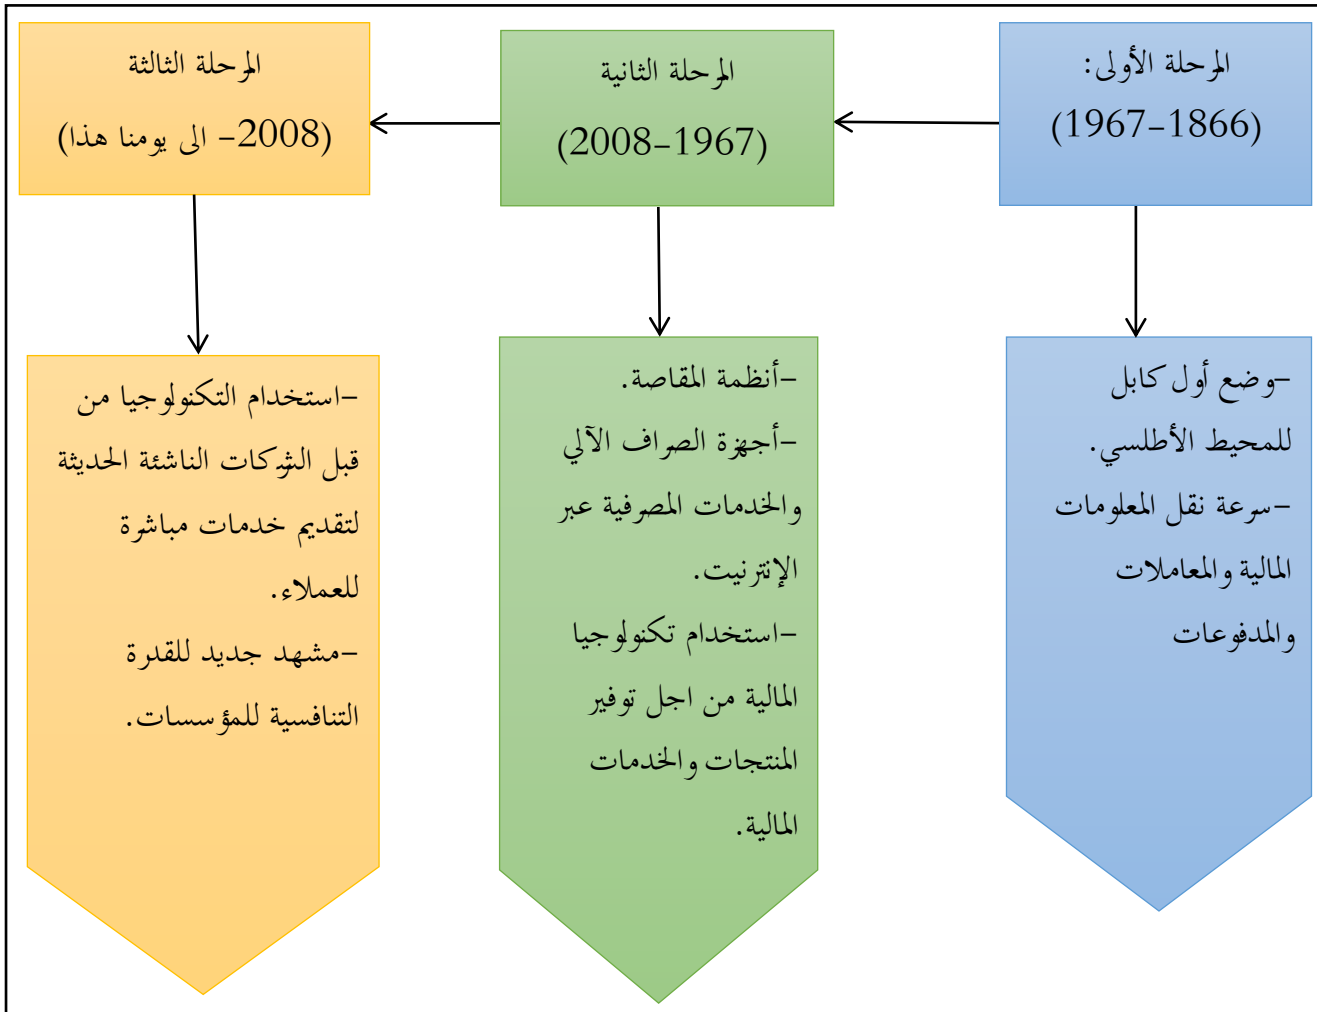 المرحلة الأولى:
(1866-1967)
المرحلة الثانية
(1967-2008)
المرحلة الثالثة
(2008- الى يومنا هذا)
-وضع أول كابل
للمحيط الأطلسي.
-سرعة نقل المعلومات
المالية والمعاملات
والمدفوعات
-أنظمة المقاصة.
-أجهزة الصراف الآلي
والخدمات المصرفية عبر
الإنترنيت.
-استخدام تكنولوجيا
المالية من اجل توفير
المنتجات والخدمات
المالية.
-استخدام التكنولوجيا من
قبل الشركات الناشئة الحديثة
لتقديم خدمات مباشرة
للعملاء.
-مشهد جديد للقدرة
التنافسية للمؤسسات.